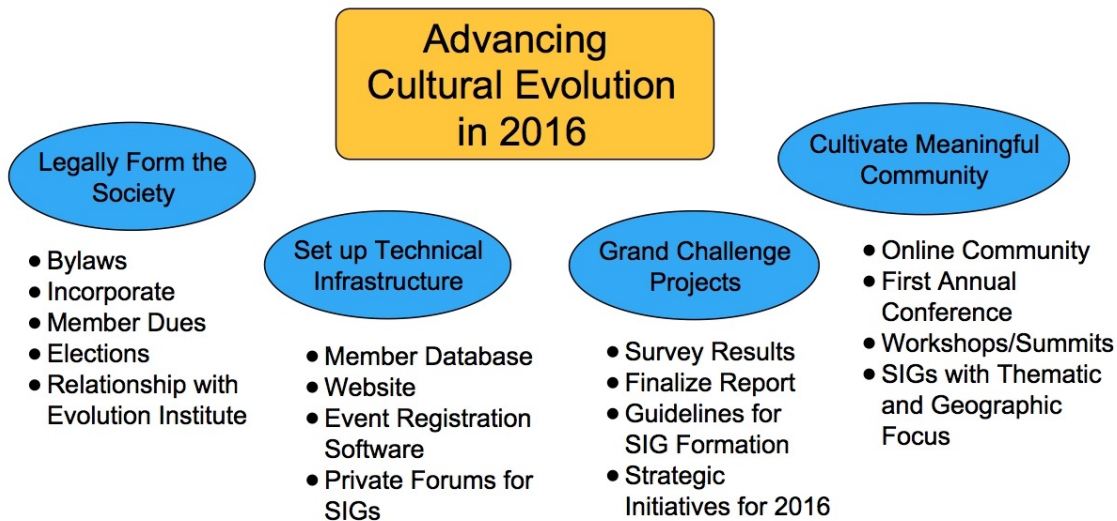 Advancing
Cultural Evolution
in 2016
Legally Form the
Society
• Bylaws
• Incorporate
• Member Dues
• Elections
• Relationship with
Evolution Institute
Set up Technical
Infrastructure
• Member Database
• Website
• Event Registration
Software
• Private Forums for
SIGs
Grand Challenge
Projects
• Survey Results
• Finalize Report
• Guidelines for
SIG Formation
• Strategic
Initiatives for 2016
Cultivate Meaningful
Community
• Online Community
• First Annual
Conference
• Workshops/Summits
• SIGs with Thematic
and Geographic
Focus